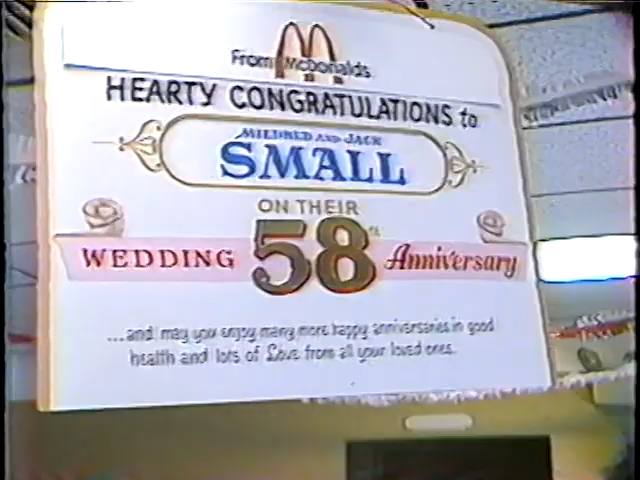 From McDonalds
HEARTY CONGRATULATIONS to
MILDRED AND JACK
SMALL
ON THEIR
WEDDING 58th Anniversary
...and may you enjoy many more happy anniversaries in good
health and lots of Love from all your loved ones.